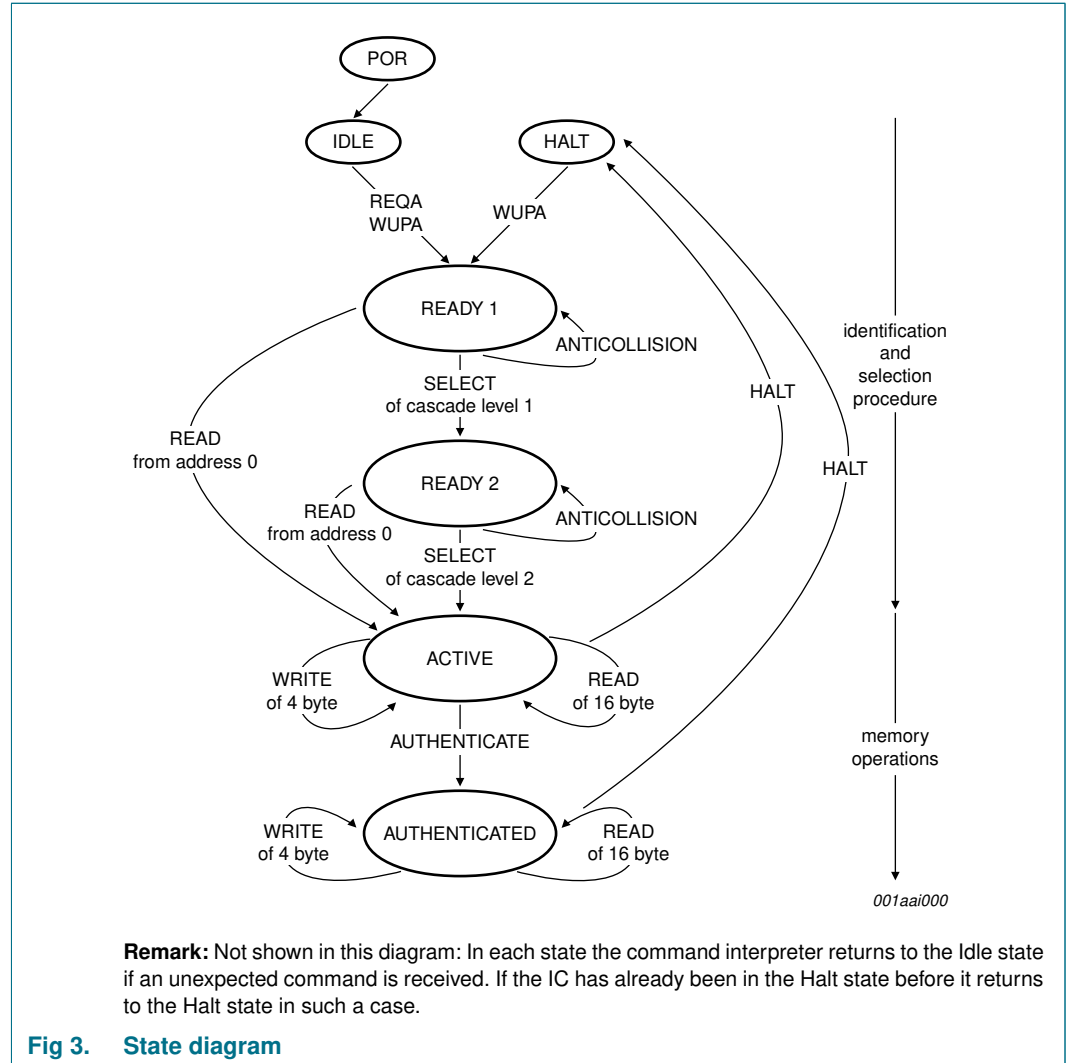 POR
IDLE
HALT
REQA
WUPA
WUPA
READY 1
ANTICOLLISION
identification
and
selection
procedure
SELECT
of cascade level 1
HALT
READ
from address 0
HALT
READY 2
READ
from address 0
ANTICOLLISION
SELECT
of cascade level 2
ACTIVE
WRITE
of 4 byte
READ
of 16 byte
AUTHENTICATE
memory
operations
AUTHENTICATED
WRITE
of 4 byte
READ
of 16 byte
001aai000
Remark: Not shown in this diagram: In each state the command interpreter returns to the Idle state
if an unexpected command is received. If the IC has already been in the Halt state before it returns
to the Halt state in such a case.
Fig 3. State diagram